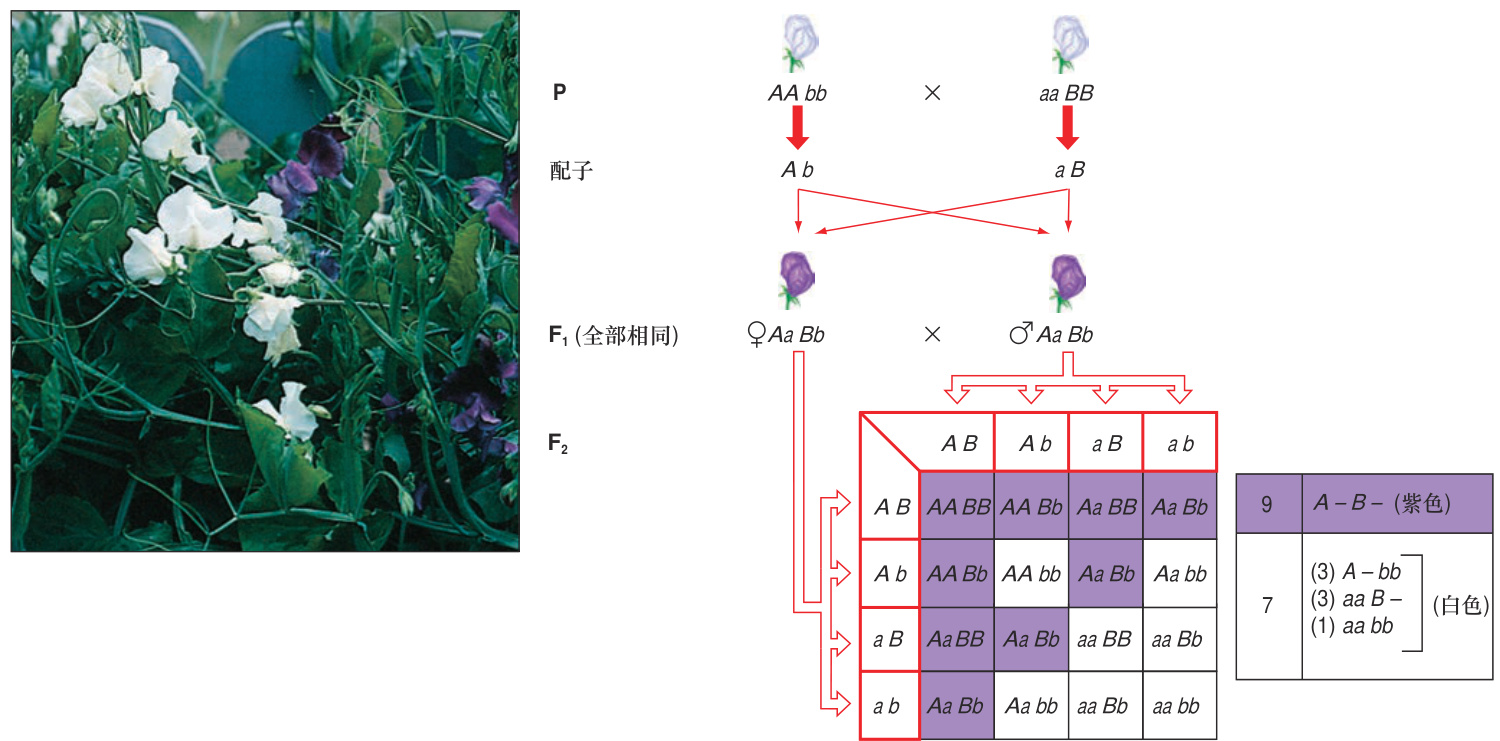 P
AA bb × aa BB
配子
A b a B
F1 (全部相同)
♀Aa Bb × ♂Aa Bb
F2
A B A b a B a b
A B AA BB AA Bb Aa BB Aa Bb
A b AA Bb AA bb Aa Bb Aa bb
a B Aa BB Aa Bb aa BB aa Bb
a b Aa Bb Aa bb aa Bb aa bb
9 A – B – (紫色)
7
(3) A – bb
(3) aa B –
(1) aa bb
(白色)